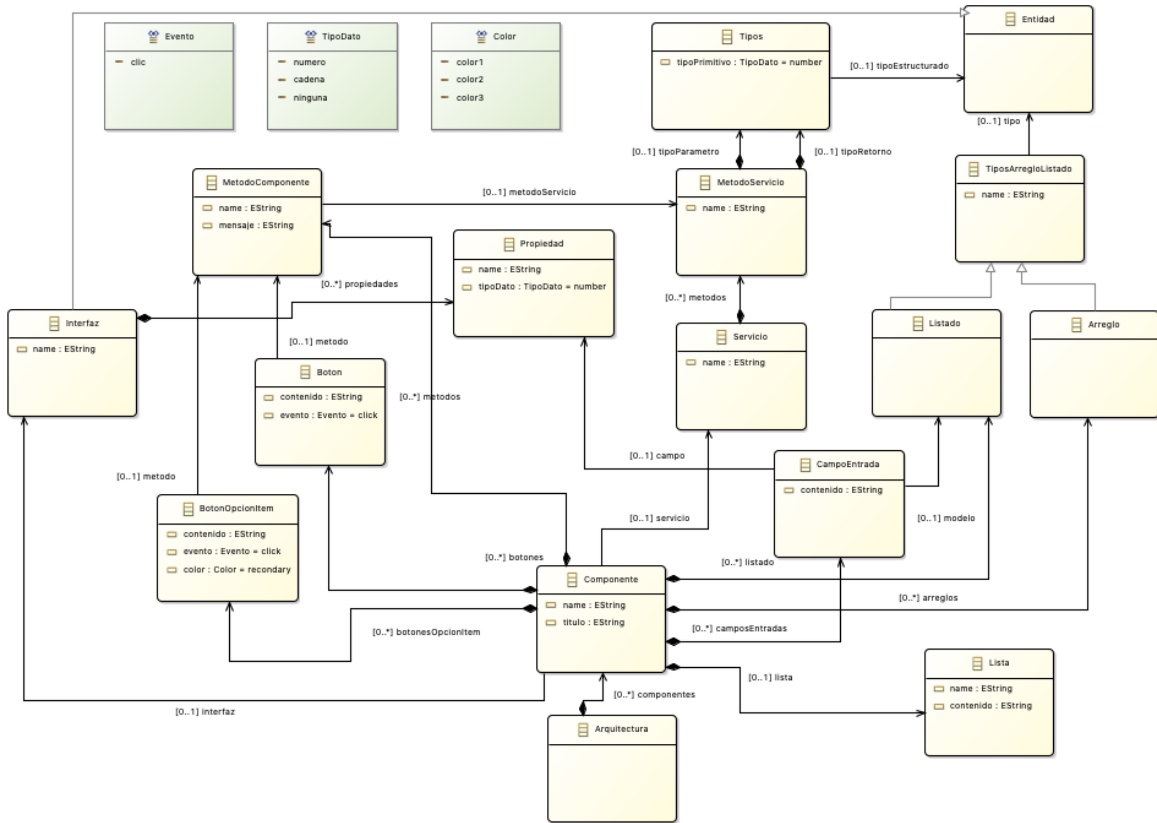 Evento
clic
TipoDato
numero
cadena
ninguna
Color
color1
color2
color3
Tipos
tipoPrimitivo : TipoDato = number
[0..1] tipoEstructurado
Entidad
[0..1] tipo
[0..1] tipoParametro
[0..1] tipoRetorno
MetodoComponente
name : EString
mensaje : EString
[0..1] metodoServicio
MetodoServicio
name : EString
TiposArregloListado
name : EString
Propiedad
name : EString
tipoDato : TipoDato = number
[0..*] propiedades
[0..*] metodos
Interfaz
name : EString
[0..1] metodo
Boton
contenido : EString
evento : Evento = click
[0..*] metodos
Servicio
name : EString
Listado
Arreglo
[0..1] metodo
[0..1] campo
CampoEntrada
contenido : EString
BotonOpcionItem
contenido : EString
evento : Evento = click
color : Color = recondary
[0..1] servicio
[0..1] modelo
[0..*] botones
[0..*] listado
Componente
name : EString
titulo : EString
[0..*] arreglos
[0..*] botonesOpcionItem
[0..*] camposEntradas
[0..1] lista
Lista
name : EString
contenido : EString
[0..1] interfaz
[0..*] componentes
Arquitectura